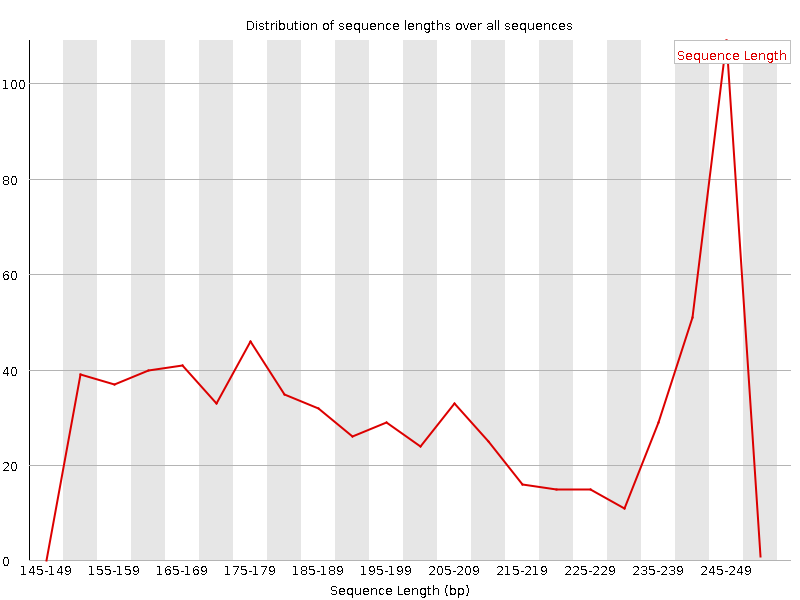 Distribution of sequence lengths over all sequences
Sequence Length
100
80
60
40
20
0
145-149 155-159 165-169 175-179 185-189 195-199 205-209 215-219 225-229 235-239 245-249
Sequence Length (bp)